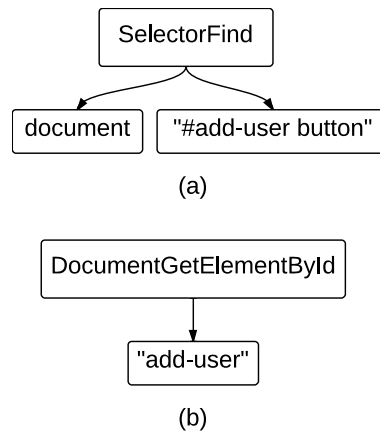 SelectorFind
document
"#add-user button"
(a)
DocumentGetElementById
"add-user"
(b)